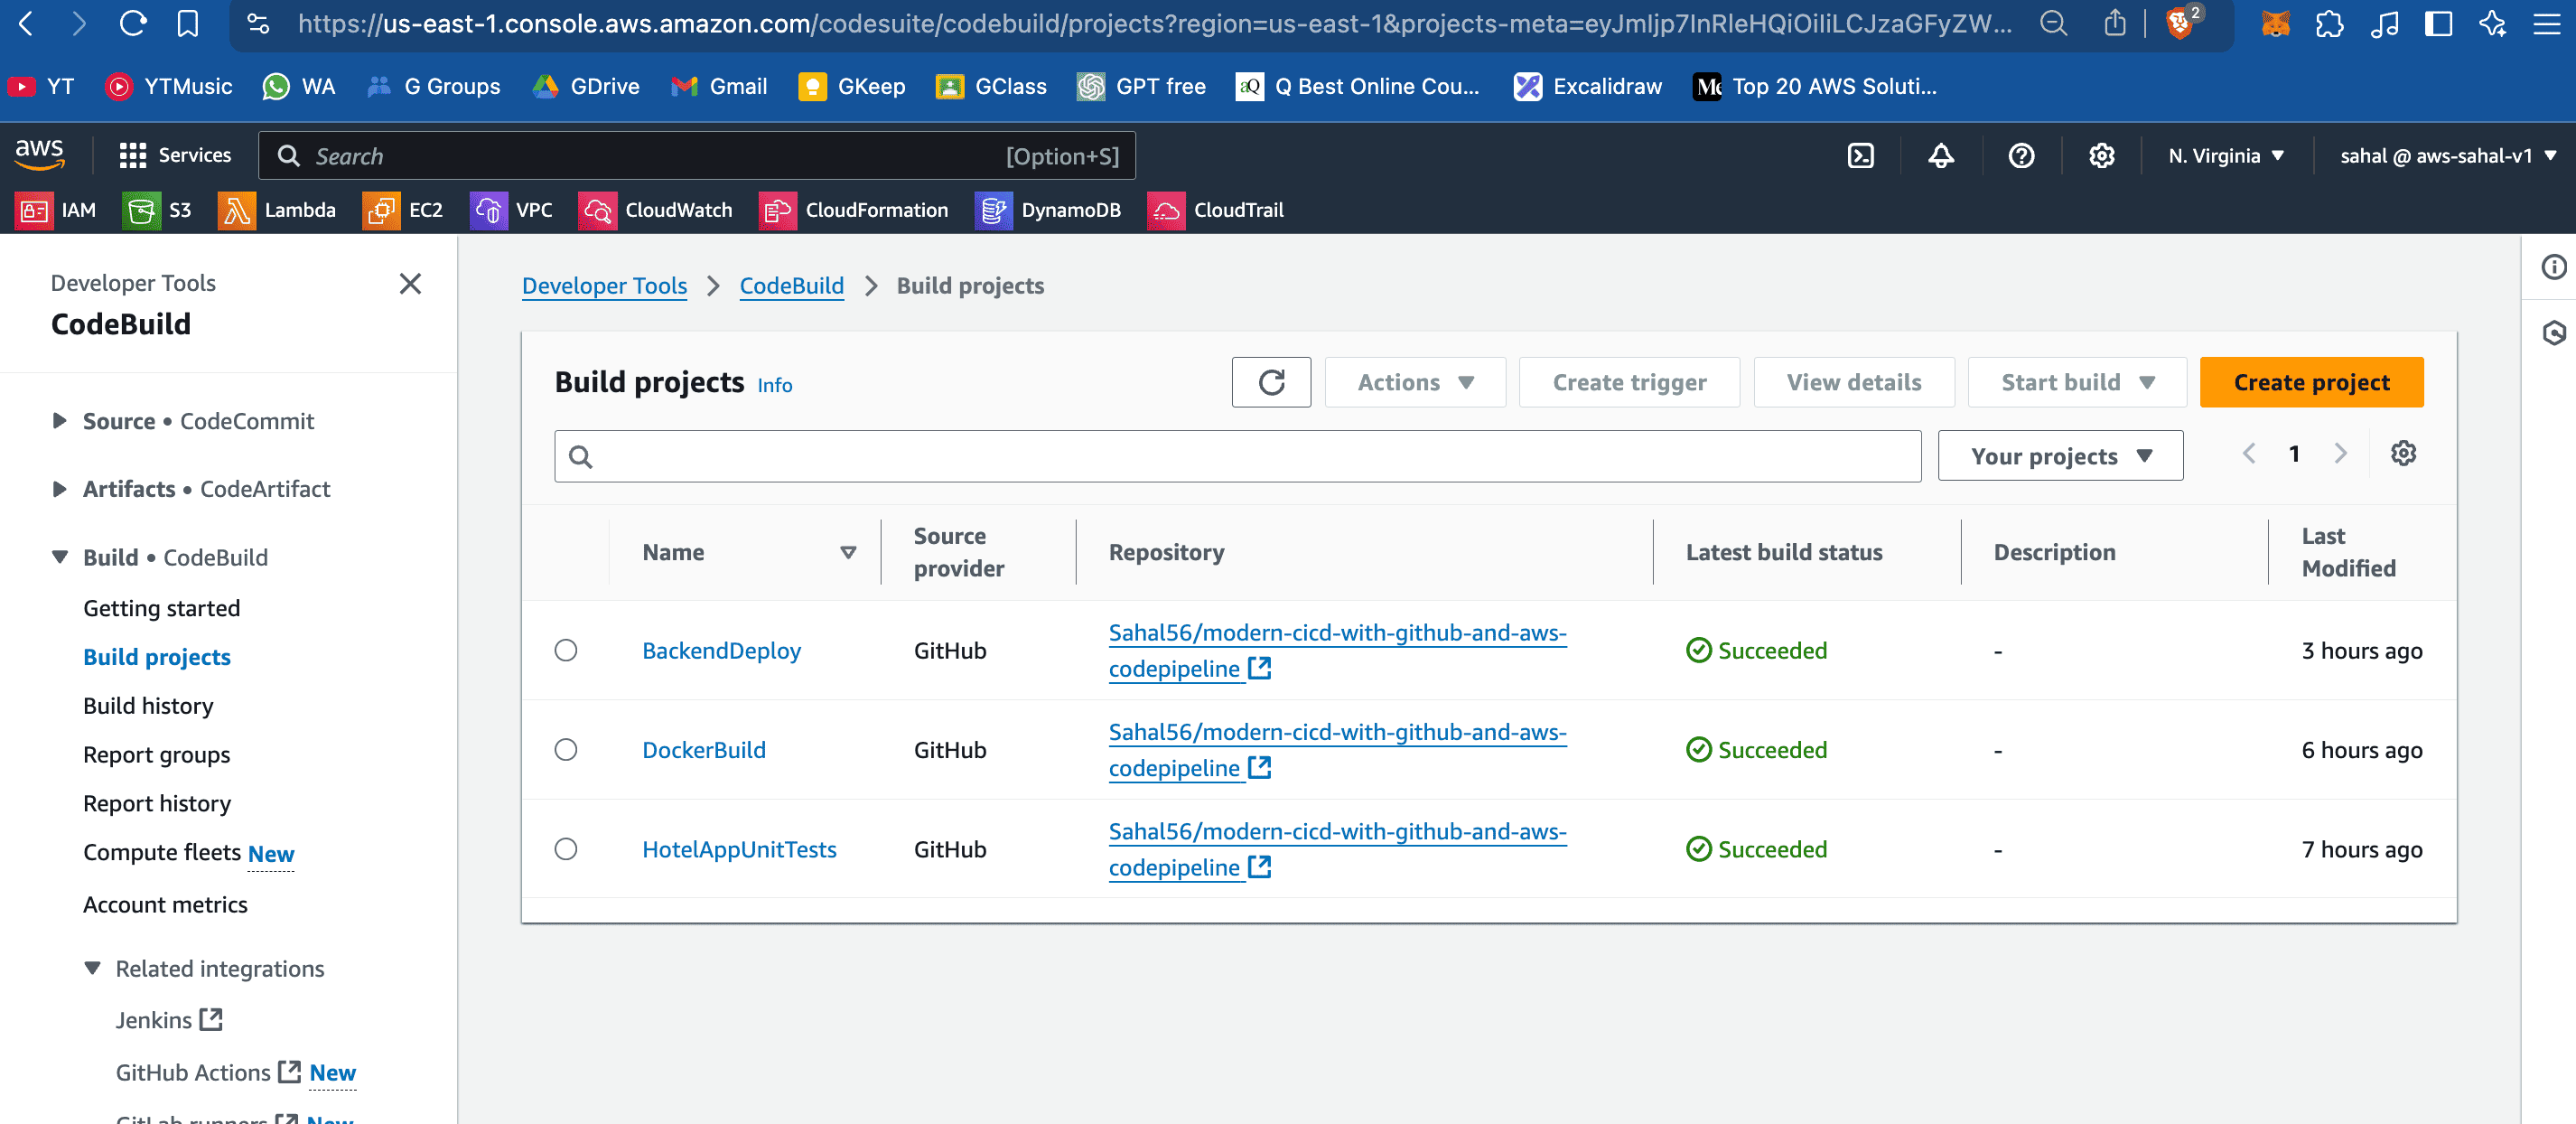 https://us-east-1.console.aws.amazon.com/codesuite/codebuild/projects?region=us-east-1&projects-meta=eyJmIjp7InRleHQiOiIiLCJzaGFyZW...
2
YT YTMusic WA G Groups GDrive Gmail GKeep GClass GPT free Q Best Online Cou... Excalidraw Top 20 AWS Soluti...
aws Services Search [Option+S] N. Virginia sahal @ aws-sahal-v1
IAM S3 Lambda EC2 VPC CloudWatch CloudFormation DynamoDB CloudTrail
Developer Tools
CodeBuild
Source • CodeCommit
Artifacts • CodeArtifact
Build • CodeBuild
Getting started
Build projects
Build history
Report groups
Report history
Compute fleets New
Account metrics
Related integrations
Jenkins
GitHub Actions New
GitLab runners New
Developer Tools > CodeBuild > Build projects
Build projects Info Actions Create trigger View details Start build Create project
Your projects 1
Name Source provider Repository Latest build status Description Last Modified
BackendDeploy GitHub Sahal56/modern-cicd-with-github-and-aws-codepipeline Succeeded - 3 hours ago
DockerBuild GitHub Sahal56/modern-cicd-with-github-and-aws-codepipeline Succeeded - 6 hours ago
HotelAppUnitTests GitHub Sahal56/modern-cicd-with-github-and-aws-codepipeline Succeeded - 7 hours ago